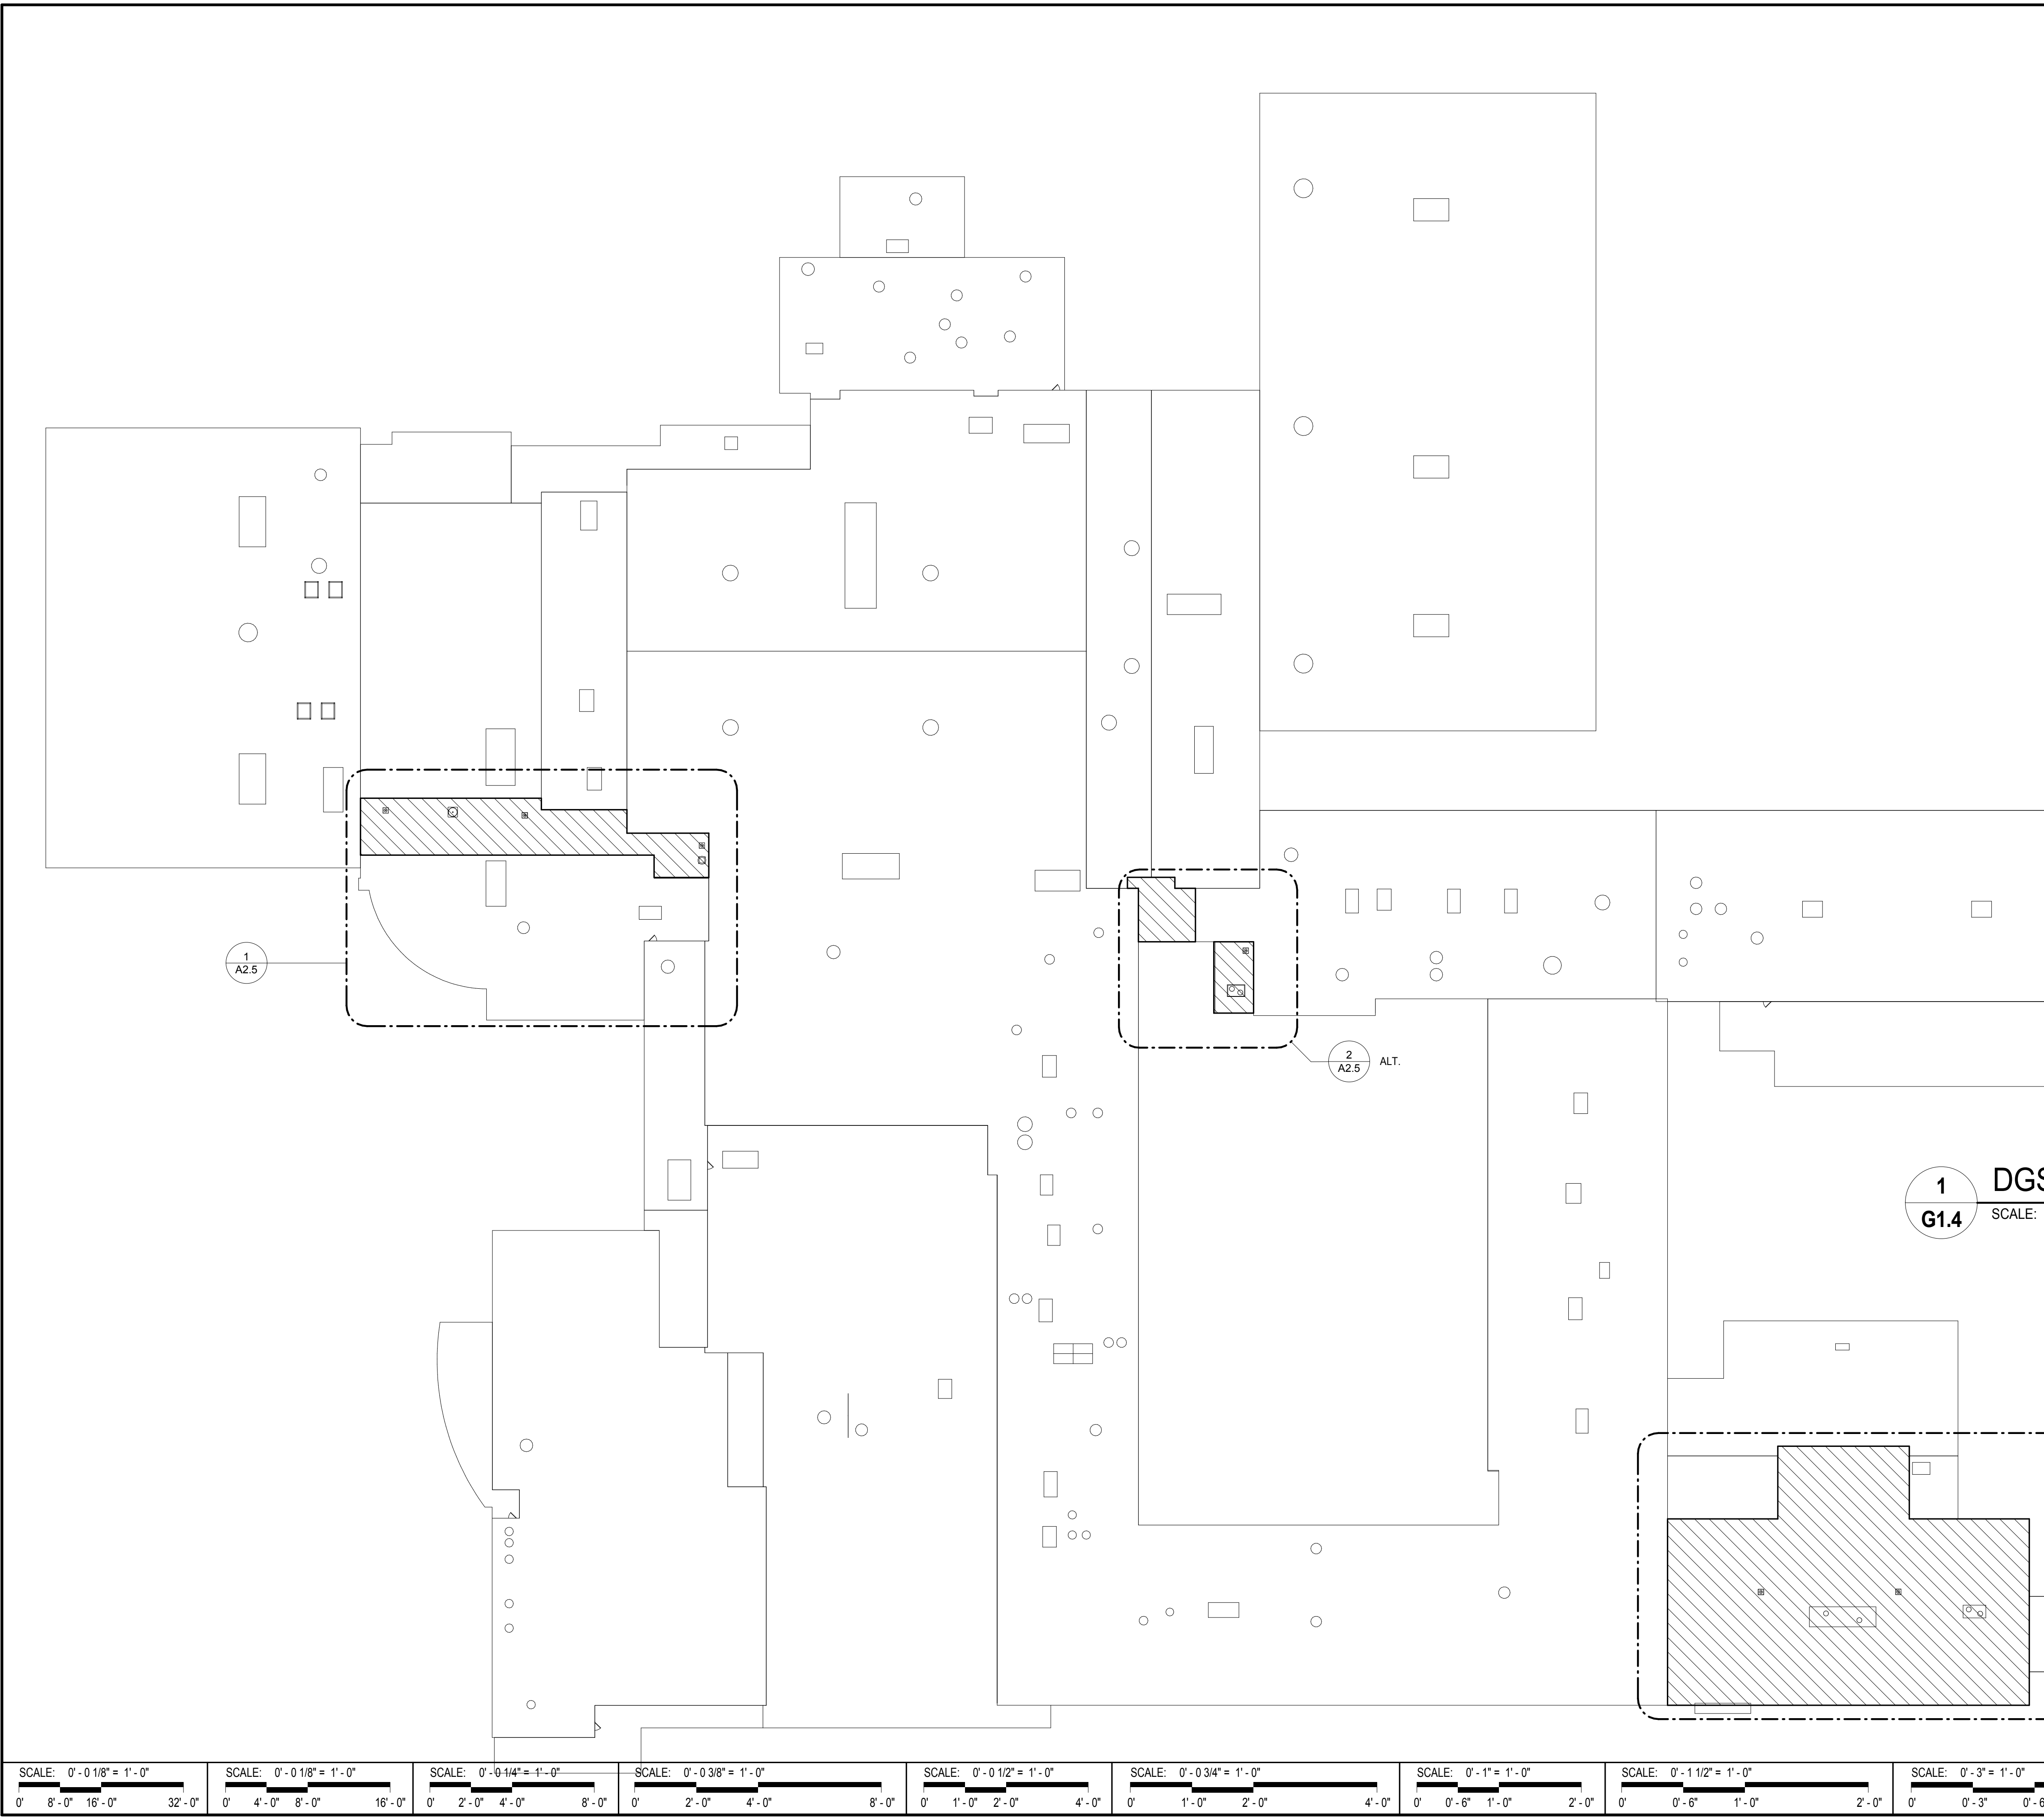 1
A2.5
2
A2.5
ALT.
1
G1.4
DGS
SCALE:
SCALE: 0' - 0 1/8" = 1' - 0"
0' 8' - 0" 16' - 0" 32' - 0"
SCALE: 0' - 0 1/8" = 1' - 0"
0' 4' - 0" 8' - 0" 16' - 0"
SCALE: 0' - 0 1/4" = 1' - 0"
0' 2' - 0" 4' - 0" 8' - 0"
SCALE: 0' - 0 3/8" = 1' - 0"
0' 2' - 0" 4' - 0" 8' - 0"
SCALE: 0' - 0 1/2" = 1' - 0"
0' 1' - 0" 2' - 0" 4' - 0"
SCALE: 0' - 0 3/4" = 1' - 0"
0' 1' - 0" 2' - 0" 4' - 0"
SCALE: 0' - 1" = 1' - 0"
0' 0' - 6" 1' - 0" 2' - 0"
SCALE: 0' - 1 1/2" = 1' - 0"
0' 0' - 6" 1' - 0" 2' - 0"
SCALE: 0' - 3" = 1' - 0"
0' 0' - 3" 0' - 6